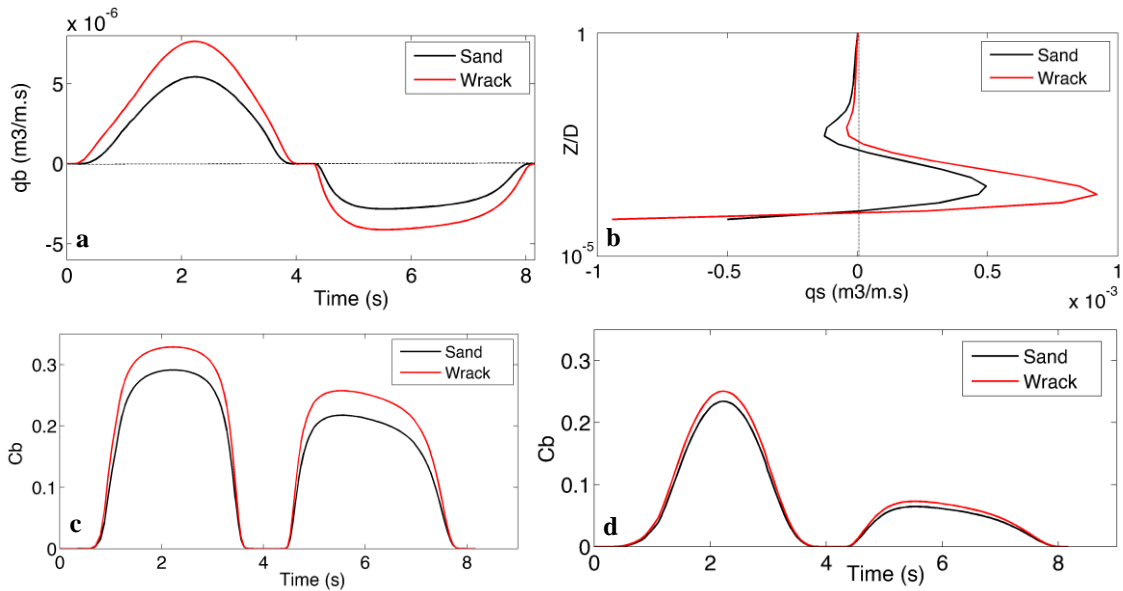 x 10⁻⁶
5
0
-5
qb (m3/m.s)
Sand
Wrack
a
0
2
4
6
8
Time (s)
1
Z/D
10⁻⁵
Sand
Wrack
b
-1
-0.5
0
0.5
1
qs (m3/m.s)
x 10⁻³
0.3
0.2
0.1
0
Cb
Sand
Wrack
c
0
2
4
6
8
Time (s)
0.3
0.2
0.1
0
Cb
Sand
Wrack
d
0
2
4
6
8
Time (s)